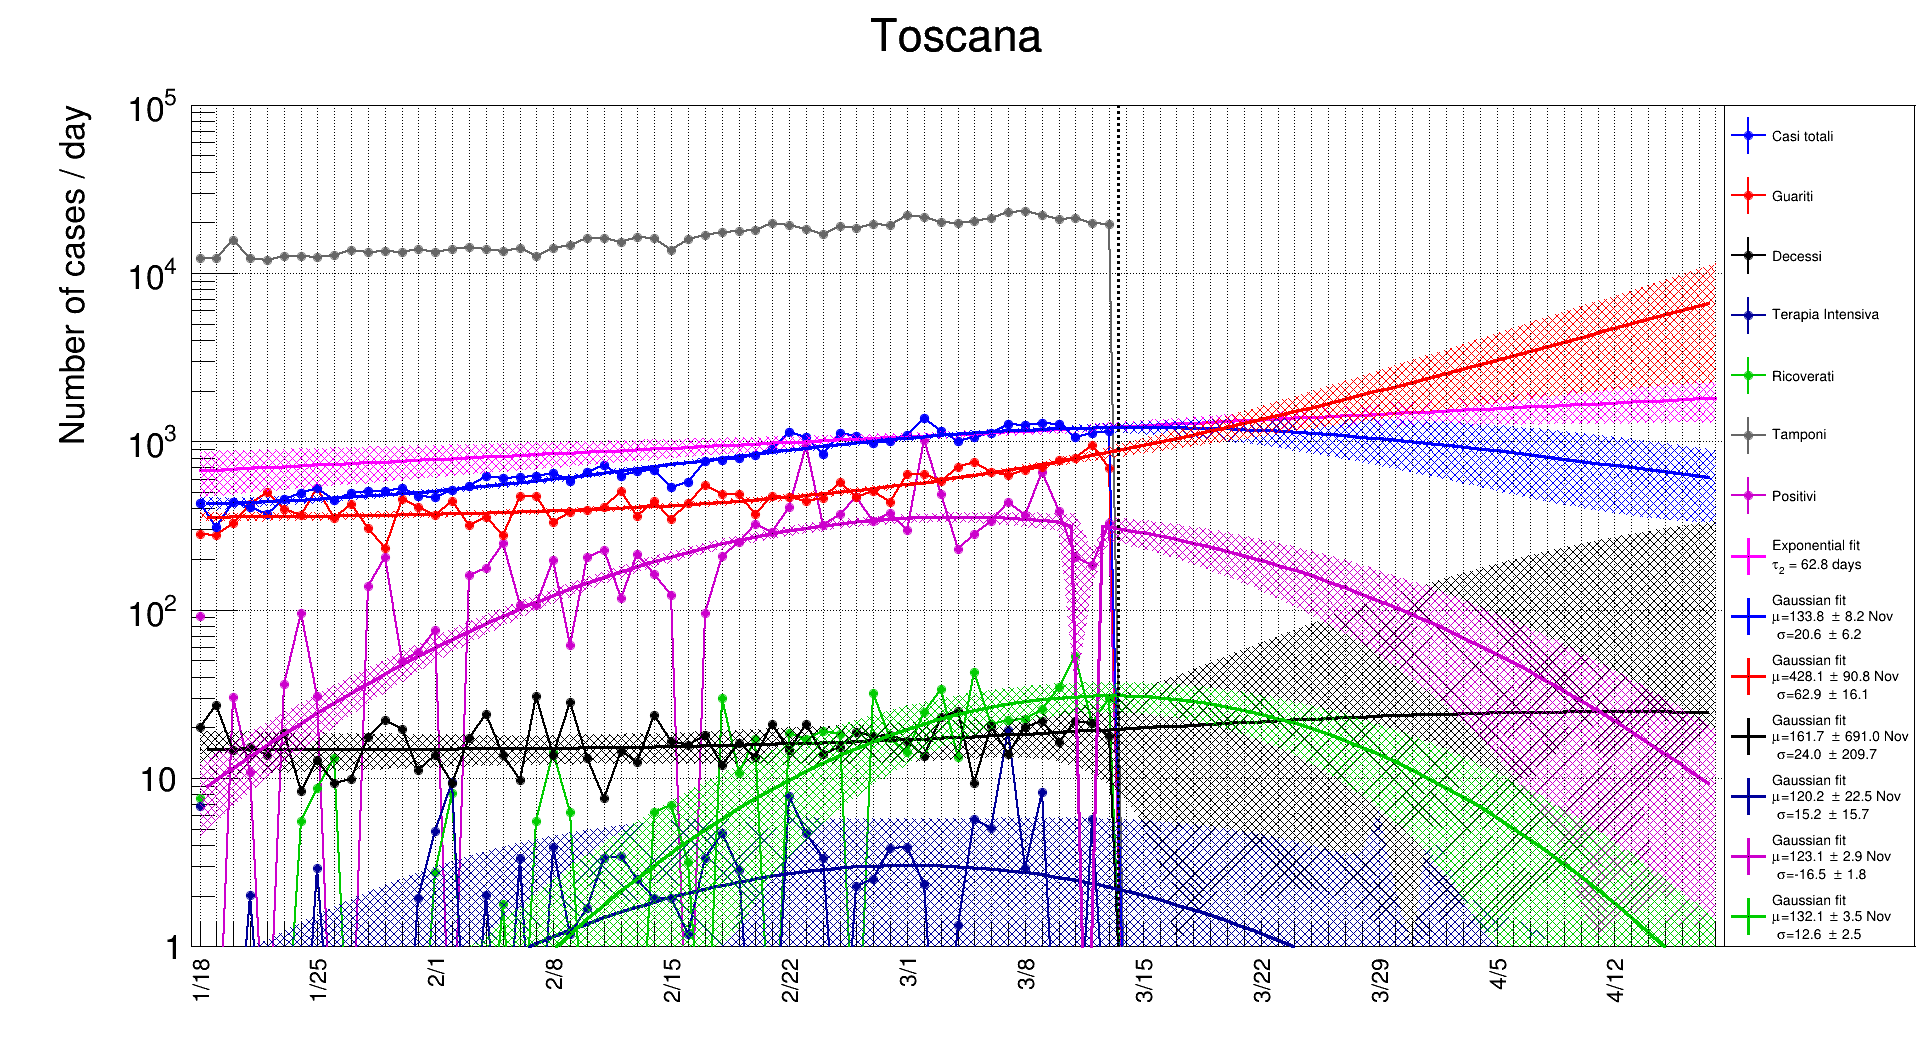 Toscana
Number of cases / day
10^5
10^4
10^3
10^2
10
1
1/18
1/25
2/1
2/8
2/15
2/22
3/1
3/8
3/15
3/22
3/29
4/5
4/12
Casi totali
Guariti
Decessi
Terapia Intensiva
Ricoverati
Tamponi
Positivi
Exponential fit
τ₂ = 62.8 days
Gaussian fit
μ=133.8 ± 8.2 Nov
σ=20.6 ± 6.2
Gaussian fit
μ=428.1 ± 90.8 Nov
σ=62.9 ± 16.1
Gaussian fit
μ=161.7 ± 691.0 Nov
σ=24.0 ± 209.7
Gaussian fit
μ=120.2 ± 22.5 Nov
σ=15.2 ± 15.7
Gaussian fit
μ=123.1 ± 2.9 Nov
σ=-16.5 ± 1.8
Gaussian fit
μ=132.1 ± 3.5 Nov
σ=12.6 ± 2.5